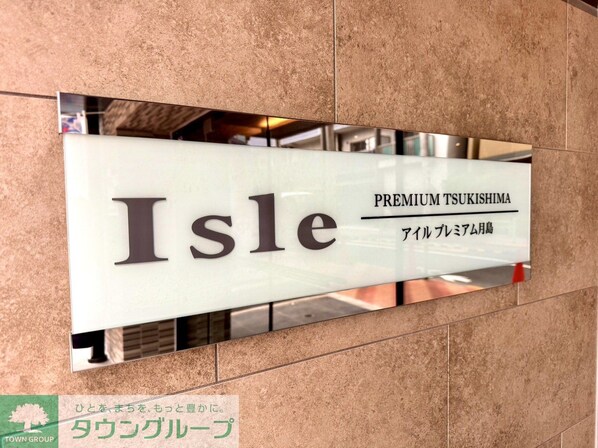 Isle
PREMIUM TSUKISHIMA
アイル プレミアム月島
TOWN GROUP
ひとを、まちを、もっと豊かに。
タウングループ